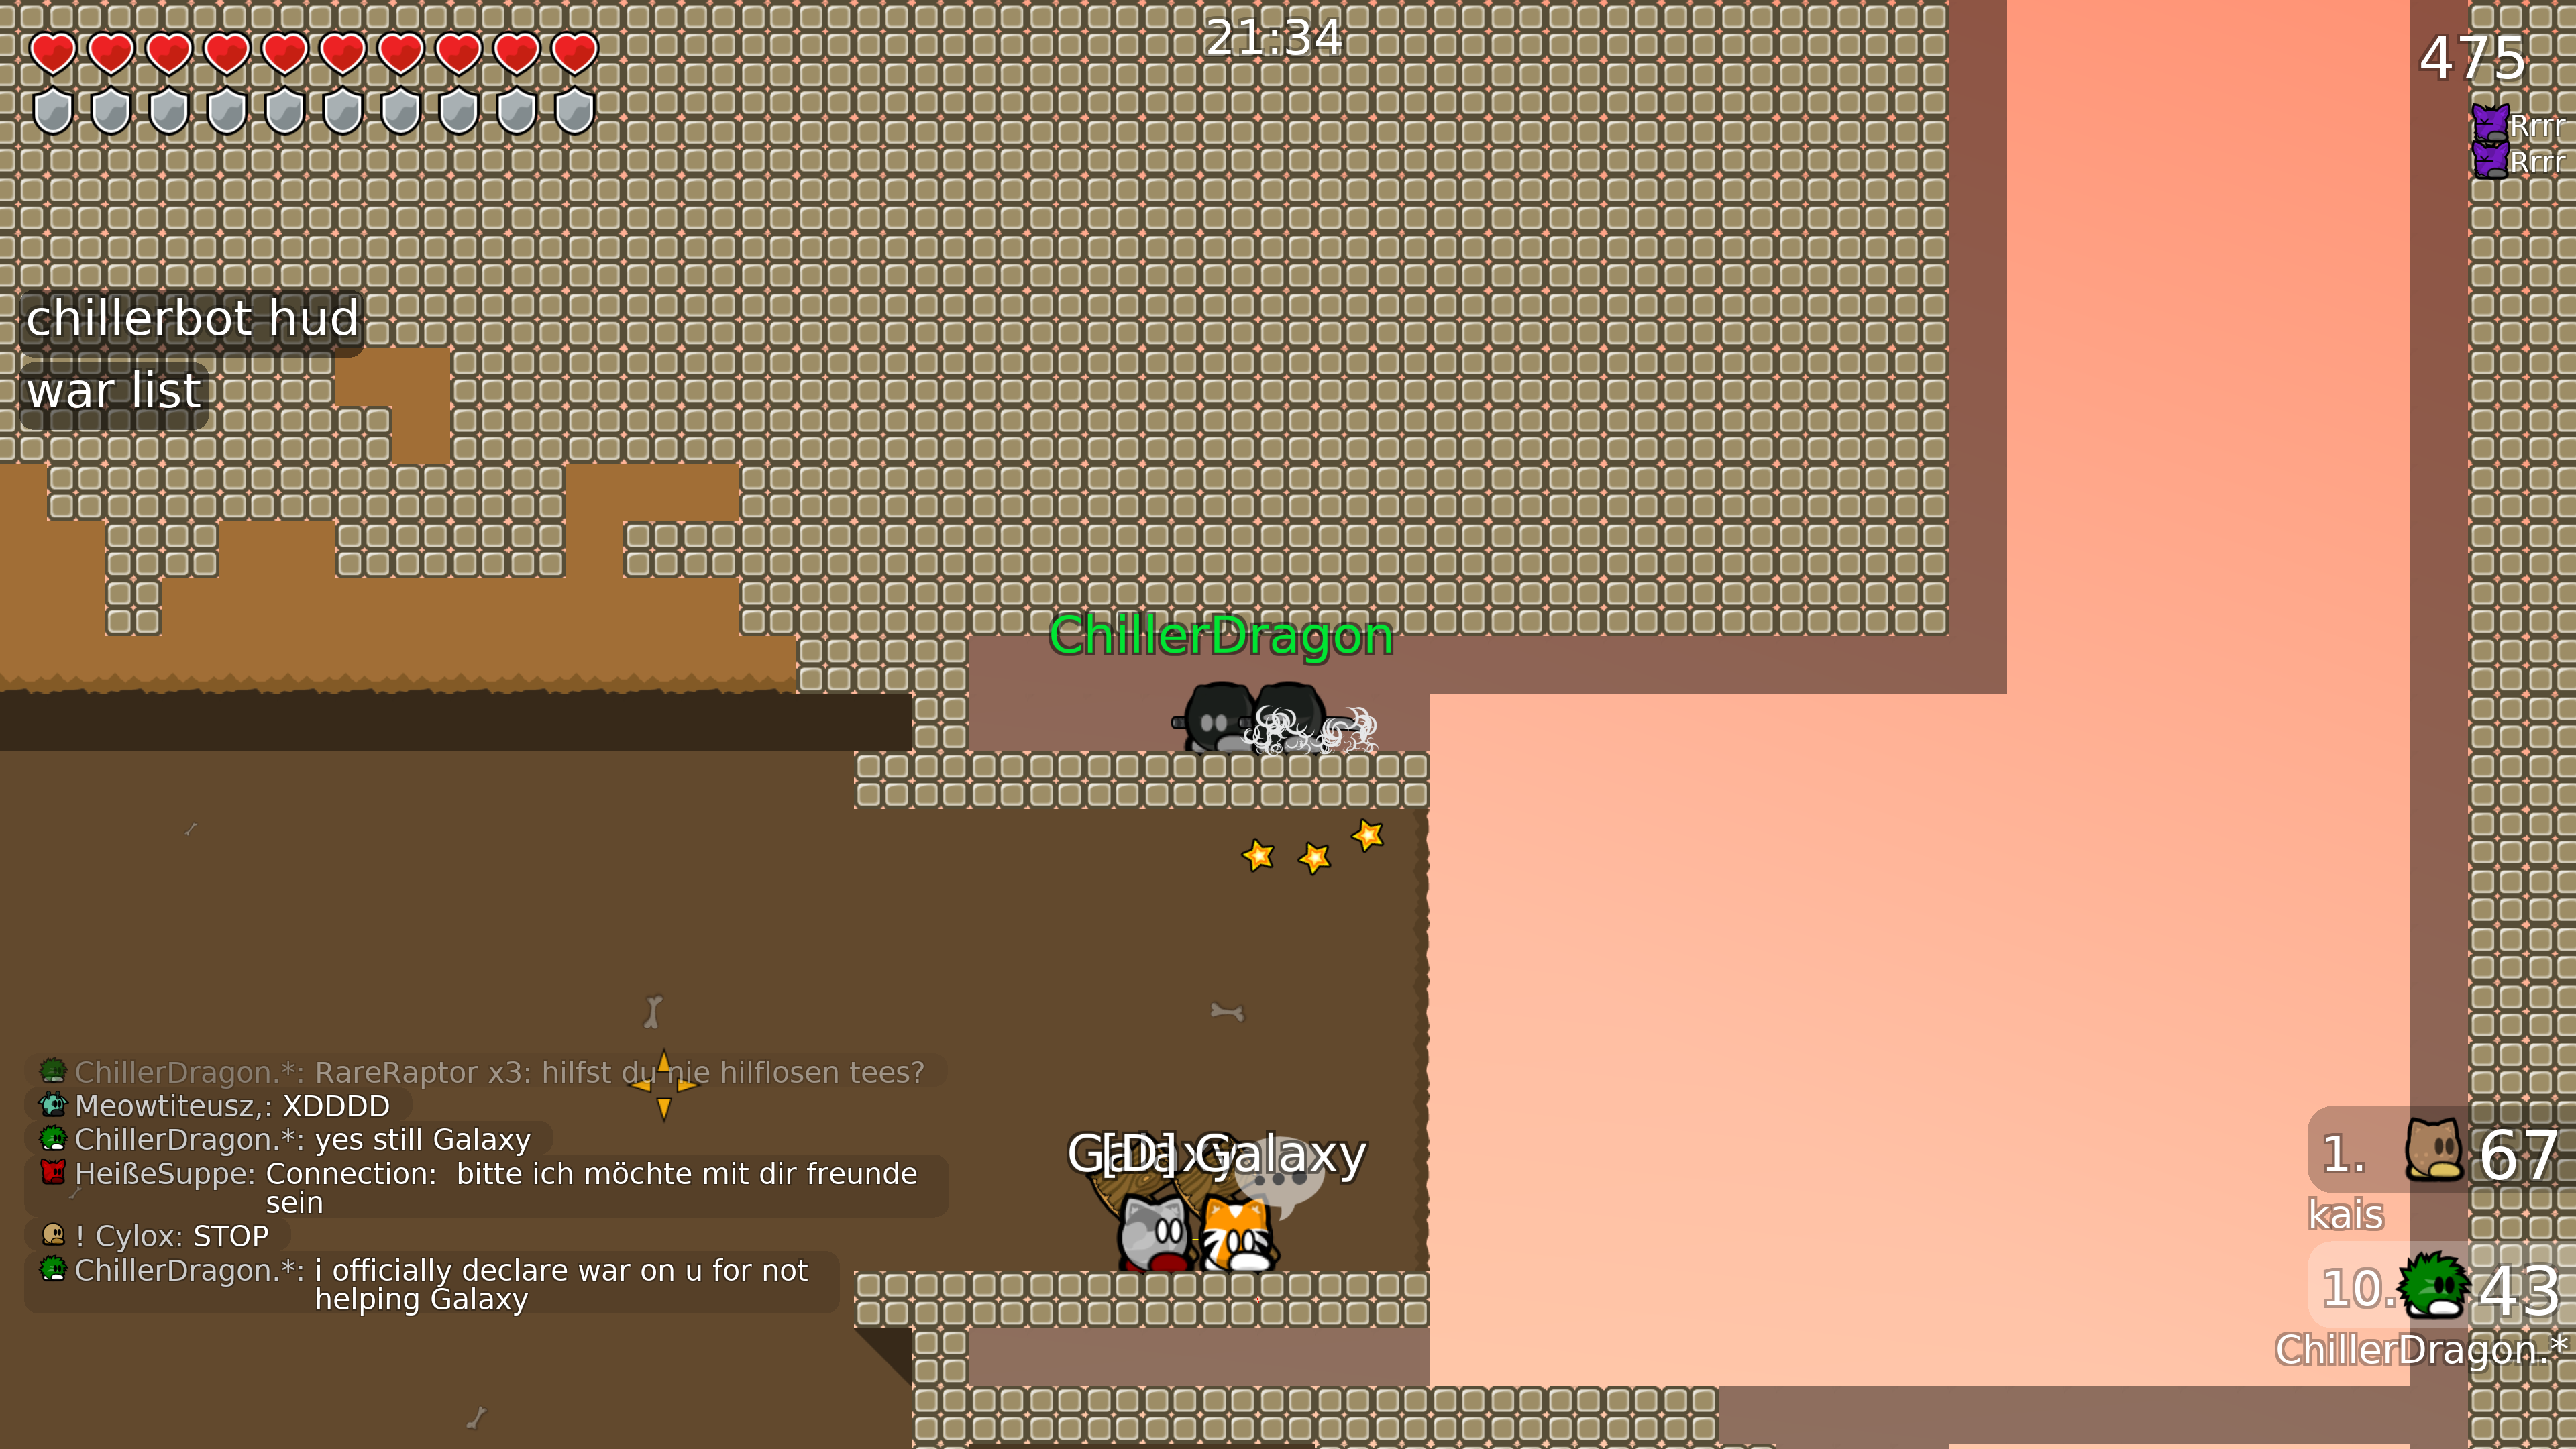 21:34
475
Rrrr
Rrrr
chillerbot hud
war list
ChillerDragon
ChillerDragon.*: RareRaptor x3: hilfst du nie hilflosen tees?
Meowtiteusz,: XDDDD
ChillerDragon.*: yes still Galaxy
HeißeSuppe: Connection:  bitte ich möchte mit dir freunde
sein
! Cylox: STOP
ChillerDragon.*: i officially declare war on u for not
helping Galaxy
[D] Galaxy
1. 67
kais
10. 43
ChillerDragon.*